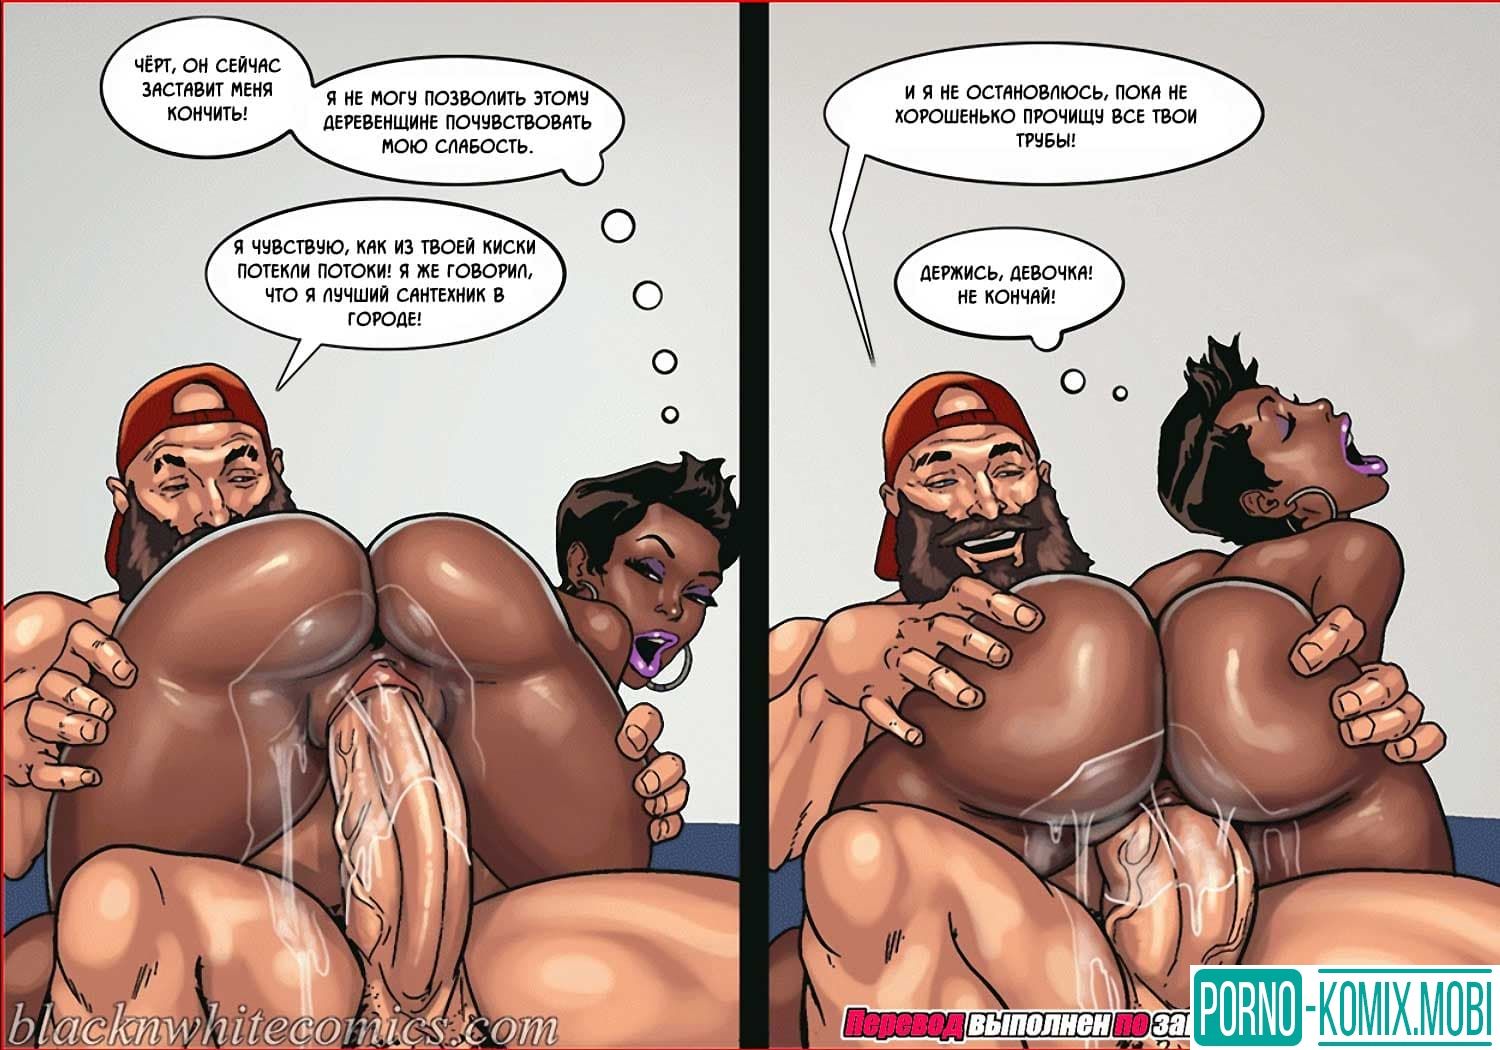 ЧЁРТ, ОН СЕЙЧАС
ЗАСТАВИТ МЕНЯ
КОНЧИТЬ!
Я НЕ МОГУ ПОЗВОЛИТЬ ЭТОМУ
ДЕРЕВЕНЩИНЕ ПОЧУВСТВОВАТЬ
МОЮ СЛАБОСТЬ.
Я ЧУВСТВУЮ, КАК ИЗ ТВОЕЙ КИСКИ
ПОТЕКЛИ ПОТОКИ! Я ЖЕ ГОВОРИЛ,
ЧТО Я ЛУЧШИЙ САНТЕХНИК В
ГОРОДЕ!
И Я НЕ ОСТАНОВЛЮСЬ, ПОКА НЕ
ХОРОШЕНЬКО ПРОЧИЩУ ВСЕ ТВОИ
ТРУБЫ!
ДЕРЖИСЬ, ДЕВОЧКА!
НЕ КОНЧАЙ!
blacknwhitecomics.com
Перевод выполнен по
PORNO-KOMIX.MOBI